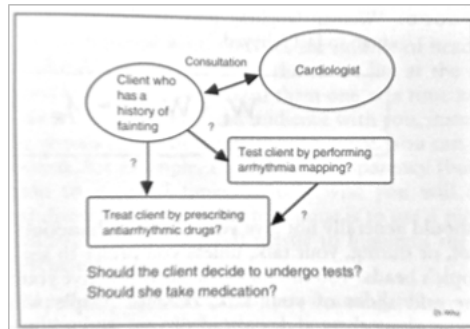 Consultation
Cardiologist
Client who
has a
history of
fainting
?
?
Test client by performing
arrhythmia mapping?
?
Treat client by prescribing
antiarrhythmic drugs?
Should the client decide to undergo tests?
Should she take medication?